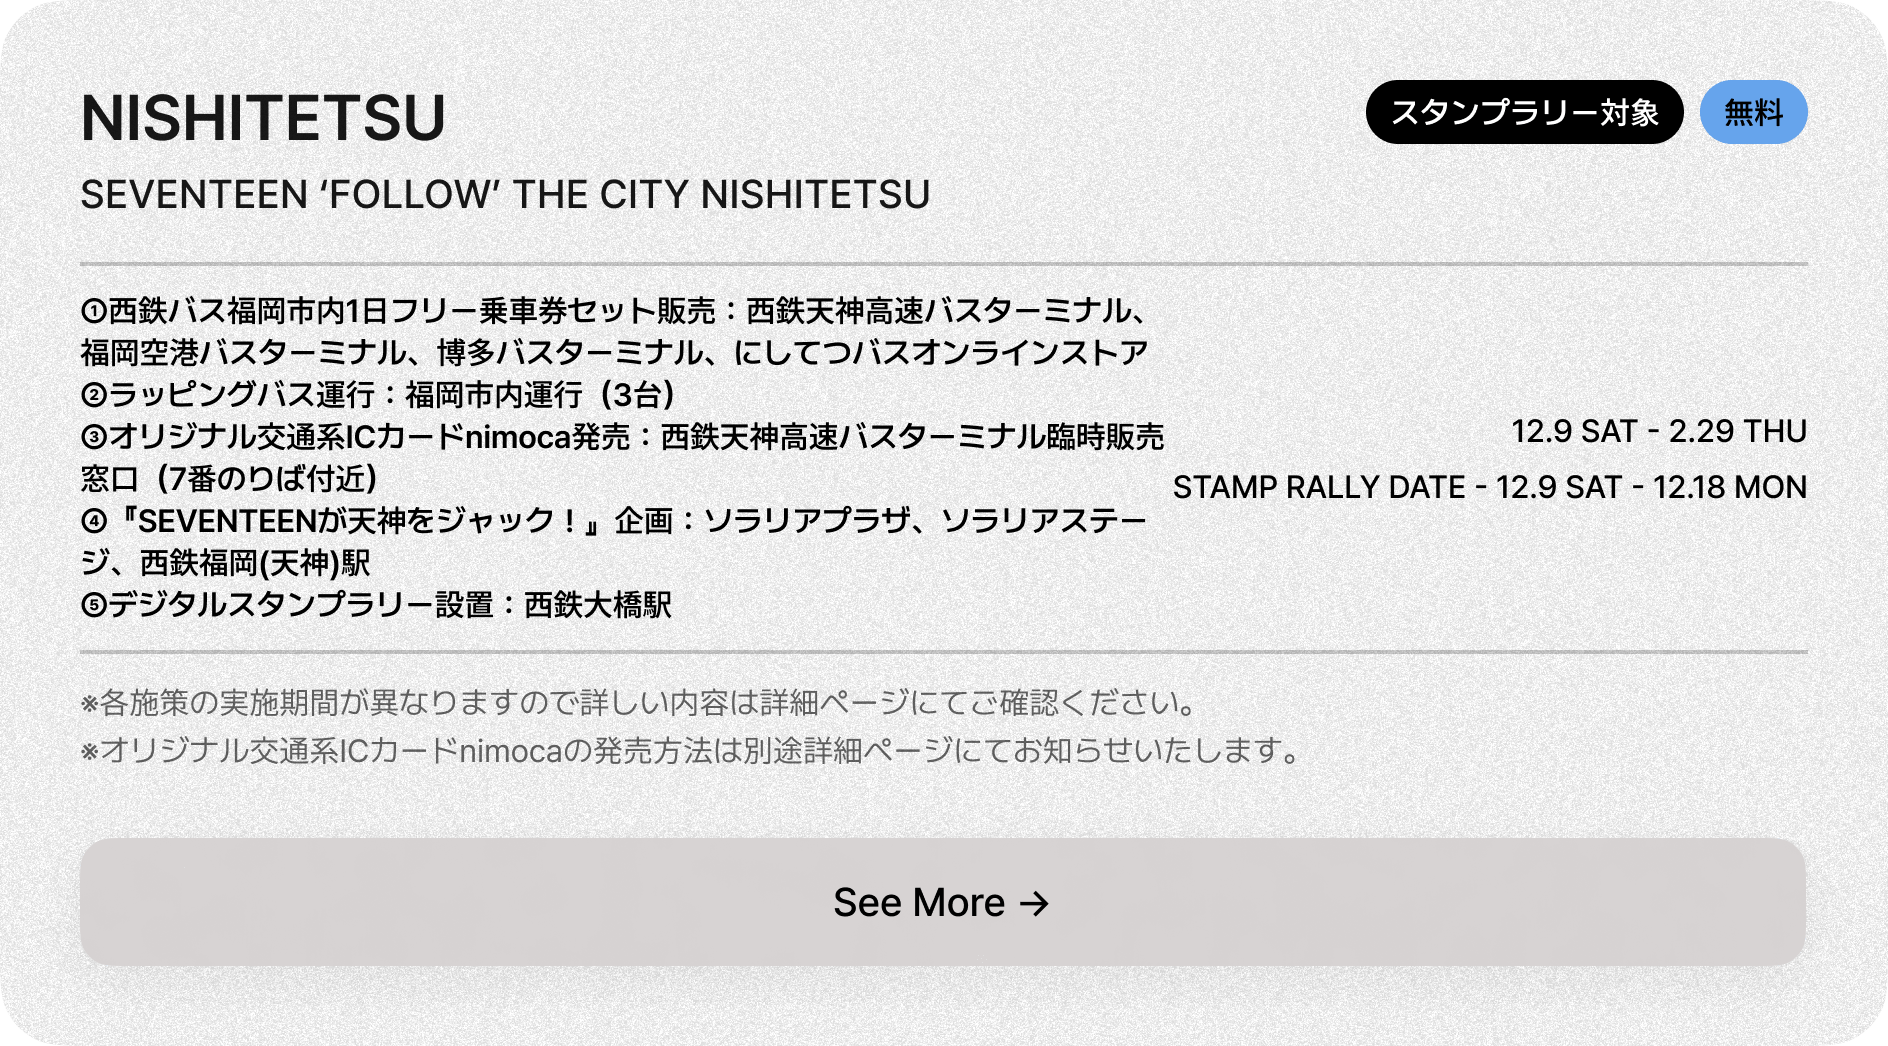 NISHITETSU
スタンプラリー対象
無料
SEVENTEEN ‘FOLLOW’ THE CITY NISHITETSU
①西鉄バス福岡市内1日フリー乗車券セット販売：西鉄天神高速バスターミナル、
福岡空港バスターミナル、博多バスターミナル、にしてつバスオンラインストア
②ラッピングバス運行：福岡市内運行（3台）
③オリジナル交通系ICカードnimoca発売：西鉄天神高速バスターミナル臨時販売
窓口（7番のりば付近）
④『SEVENTEENが天神をジャック！』企画：ソラリアプラザ、ソラリアステー
ジ、西鉄福岡(天神)駅
⑤デジタルスタンプラリー設置：西鉄大橋駅
12.9 SAT - 2.29 THU
STAMP RALLY DATE - 12.9 SAT - 12.18 MON
※各施策の実施期間が異なりますので詳しい内容は詳細ページにてご確認ください。
※オリジナル交通系ICカードnimocaの発売方法は別途詳細ページにてお知らせいたします。
See More →